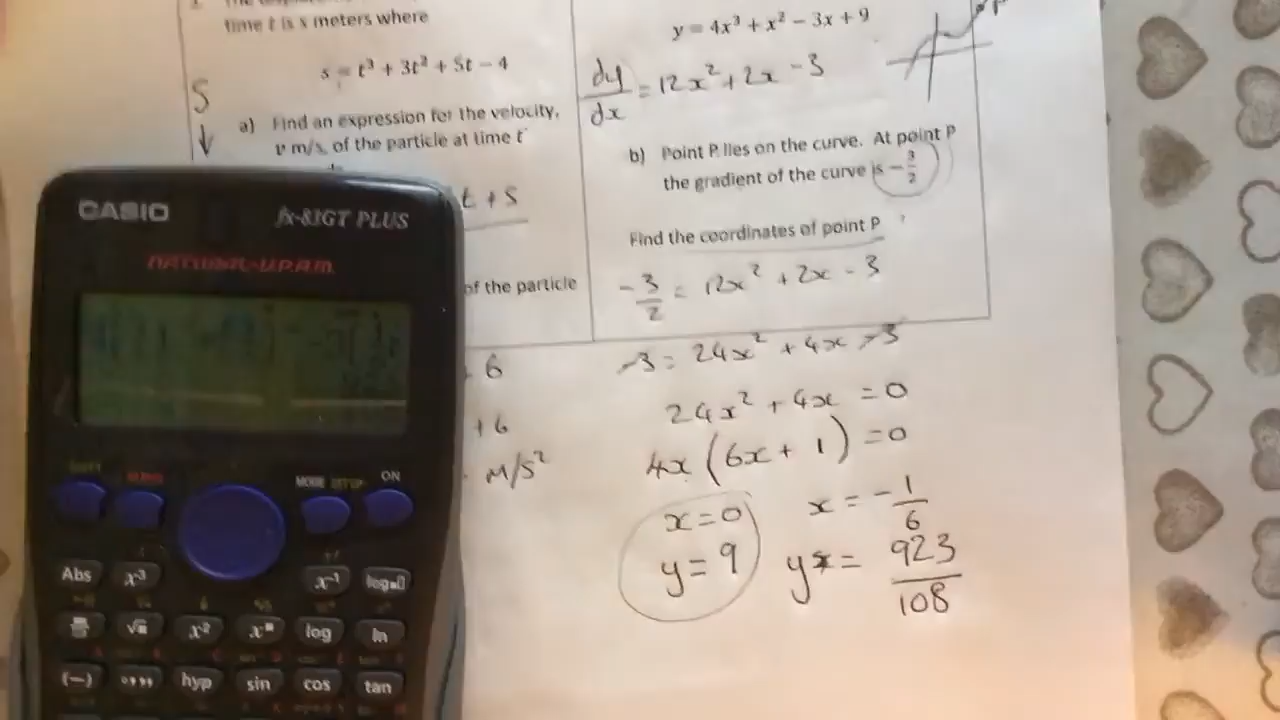 time t is s meters where
s = t³ + 3t² + 5t − 4
S
a) Find an expression for the velocity,
v m/s, of the particle at time t
t + 5
of the particle
6
+ 6
M/s²
y = 4x³ + x² − 3x + 9
dy/dx = 12x² + 2x − 3
b) Point P lies on the curve. At point P
the gradient of the curve is −3/2
Find the coordinates of point P
−3/2 = 12x² + 2x − 3
−3 = 24x² + 4x − 3
24x² + 4x = 0
4x (6x + 1) = 0
x = 0 x = −1/6
y = 9 y = 923/108
CASIO fx-83GT PLUS
NATURAL-V.P.A.M.
SHIFT ALPHA MODE SETUP ON
Abs x³ x⁻¹ log
x² log ln
(−) hyp sin cos tan